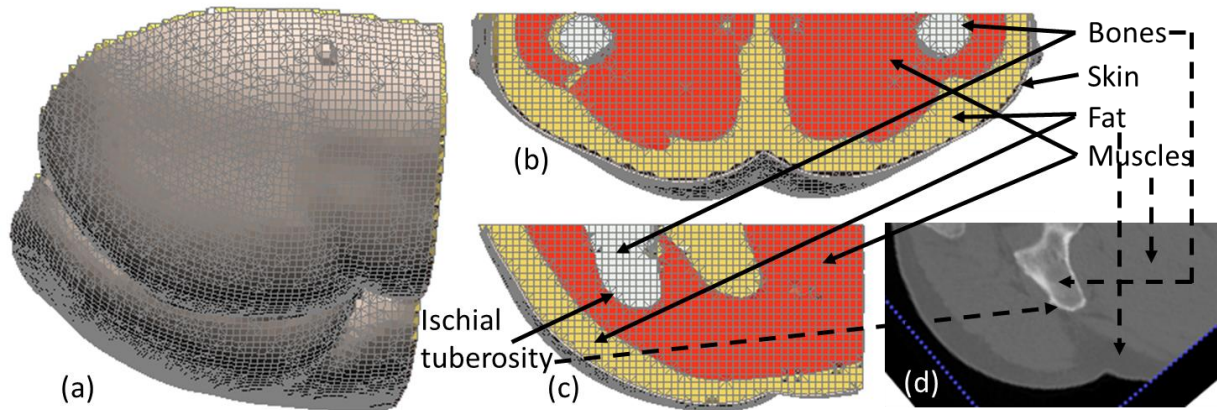 Bones
Skin
Fat
Muscles
(b)
Ischial
tuberosity
(a)
(c)
(d)